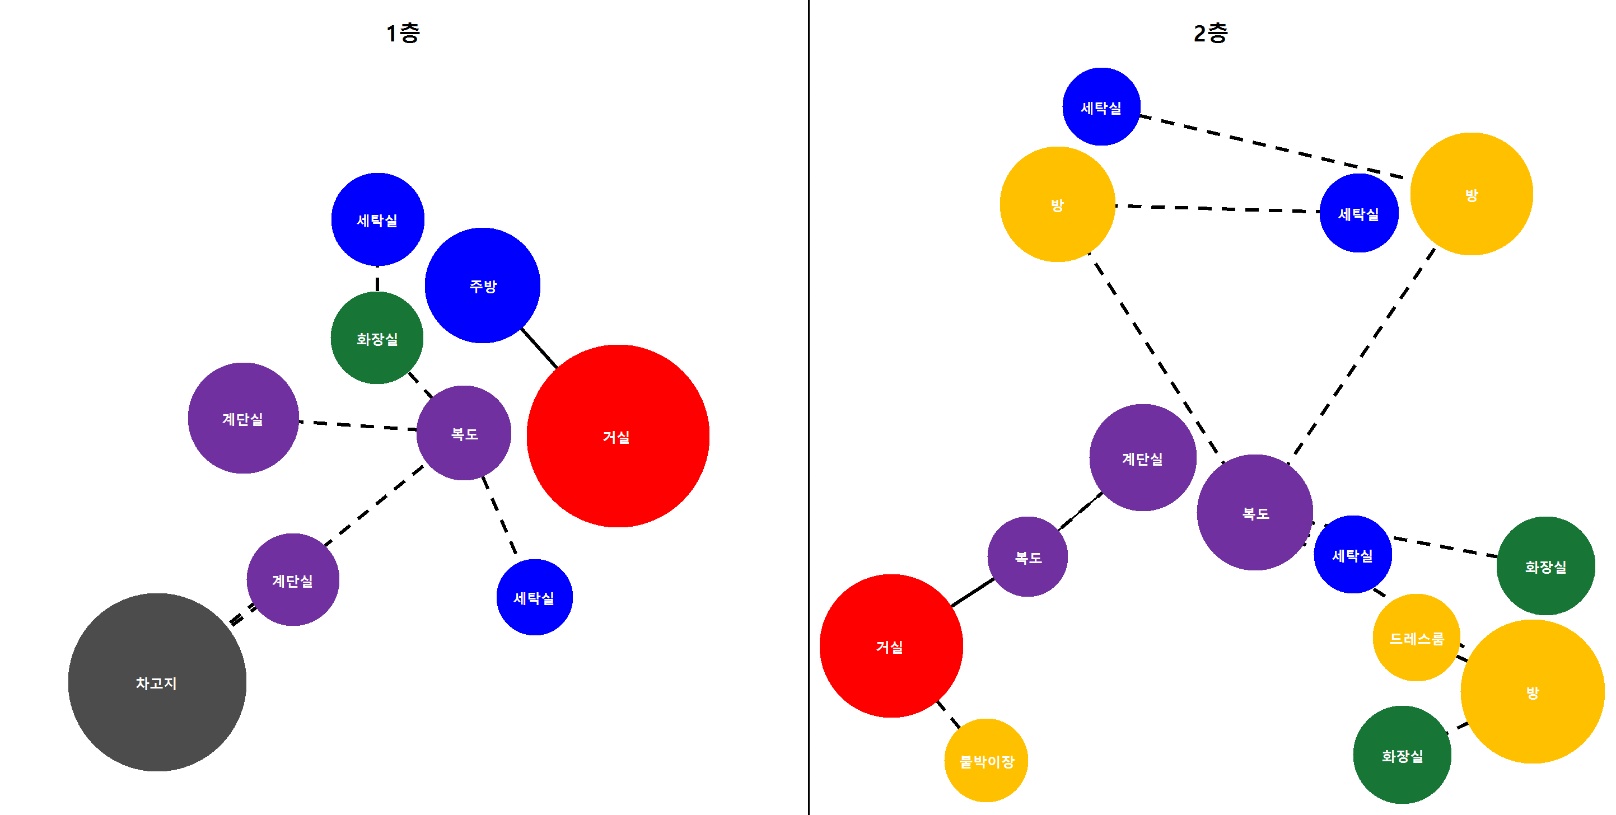 1층
세탁실
주방
화장실
계단실
복도
거실
계단실
세탁실
차고지
2층
세탁실
방
방
세탁실
계단실
복도
복도
세탁실
화장실
거실
드레스룸
방
화장실
붙박이장